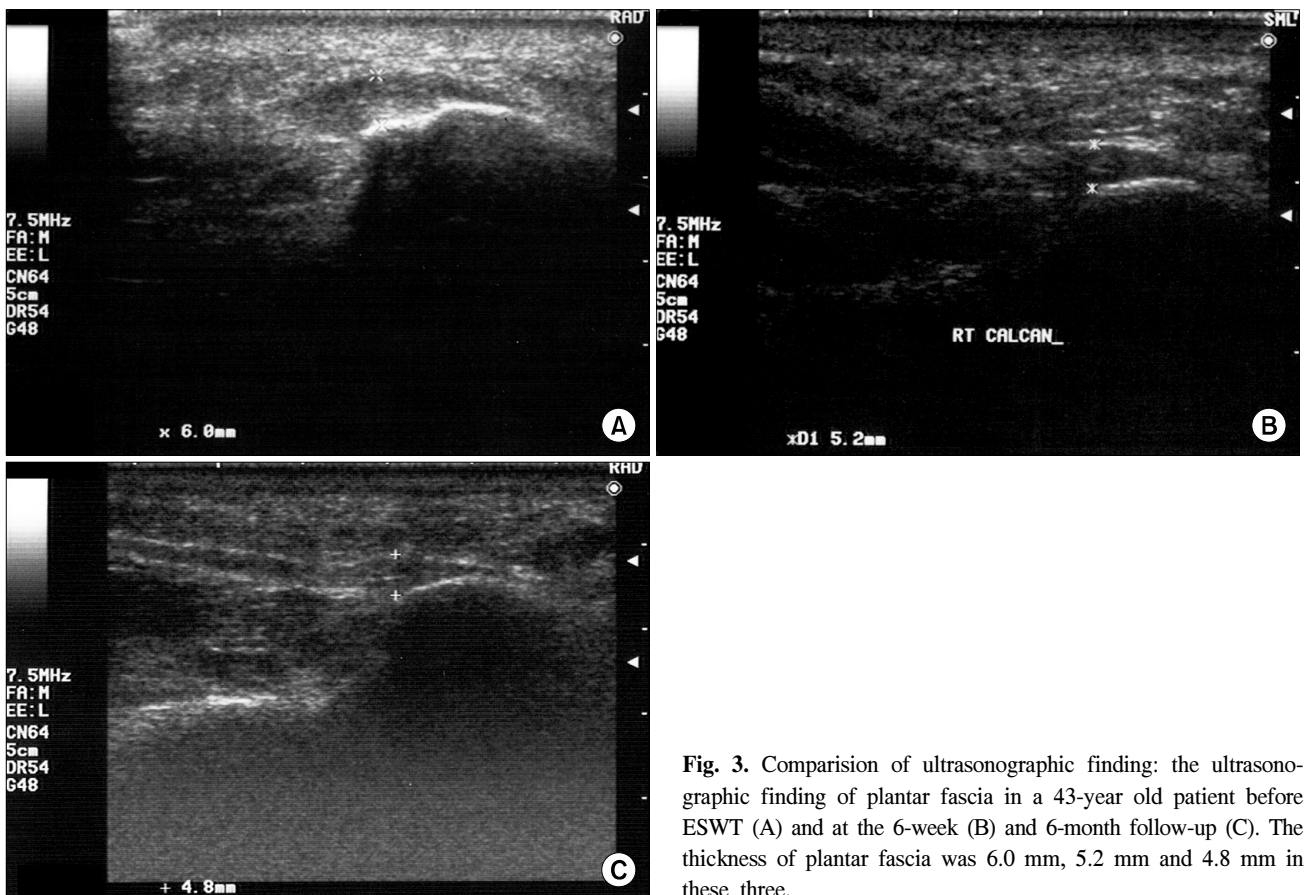 RAD
7.5MHz
FA:M
EE:L
CN64
5cm
DR54
G48
x 6.0mm
A
SML
7.5MHz
FA:M
EE:L
CN64
5cm
DR54
G48
RT CALCAN_
*D1 5.2mm
B
RAD
7.5MHz
FA:M
EE:L
CN64
5cm
DR54
G48
+ 4.8mm
C
Fig. 3. Comparision of ultrasonographic finding: the ultrasono-
graphic finding of plantar fascia in a 43-year old patient before
ESWT (A) and at the 6-week (B) and 6-month follow-up (C). The
thickness of plantar fascia was 6.0 mm, 5.2 mm and 4.8 mm in
these three.